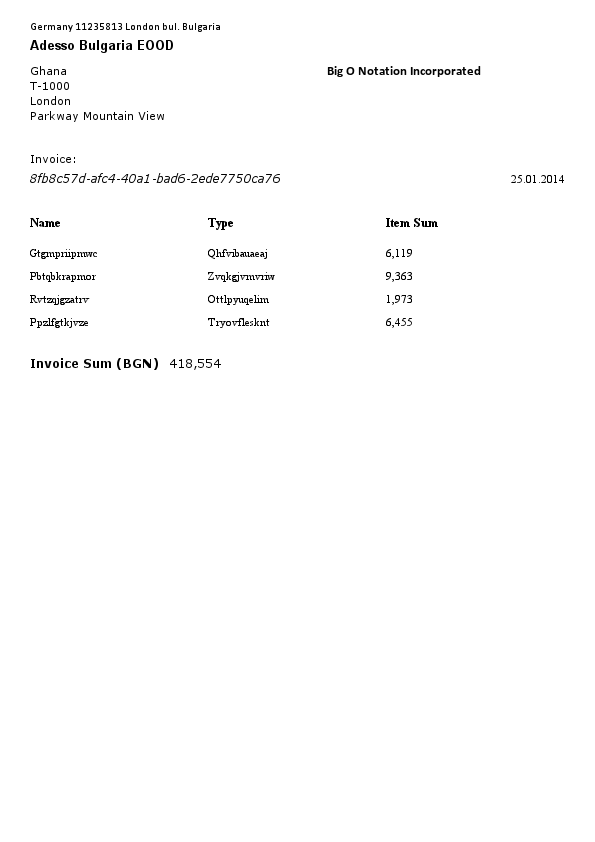 Germany 11235813 London bul. Bulgaria
Adesso Bulgaria EOOD
Ghana
Big O Notation Incorporated
T-1000
London
Parkway Mountain View
Invoice:
8fb8c57d-afc4-40a1-bad6-2ede7750ca76 25.01.2014
Name Type Item Sum
Gtgmpriipmwc Qhfvibauaeaj 6,119
Pbtqbkrapmor Zvqkgjvmvriw 9,363
Rvtzqjgzatrv Ottlpyuqelim 1,973
Ppzlfgtkjvze Tryovflesknt 6,455
Invoice Sum (BGN) 418,554